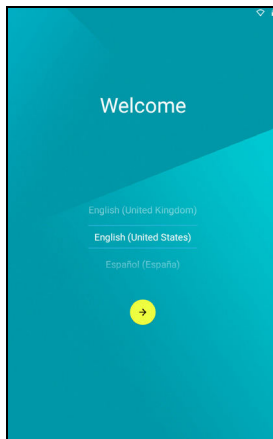 Welcome
English (United Kingdom)
English (United States)
Español (España)